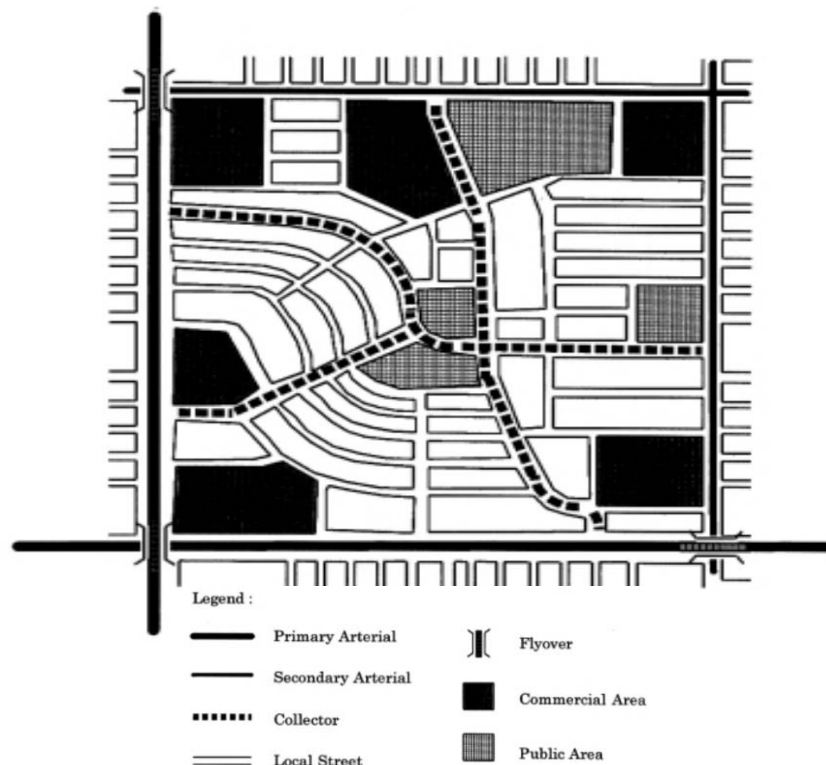 Legend :
Primary Arterial
Secondary Arterial
Collector
Local Street
Flyover
Commercial Area
Public Area